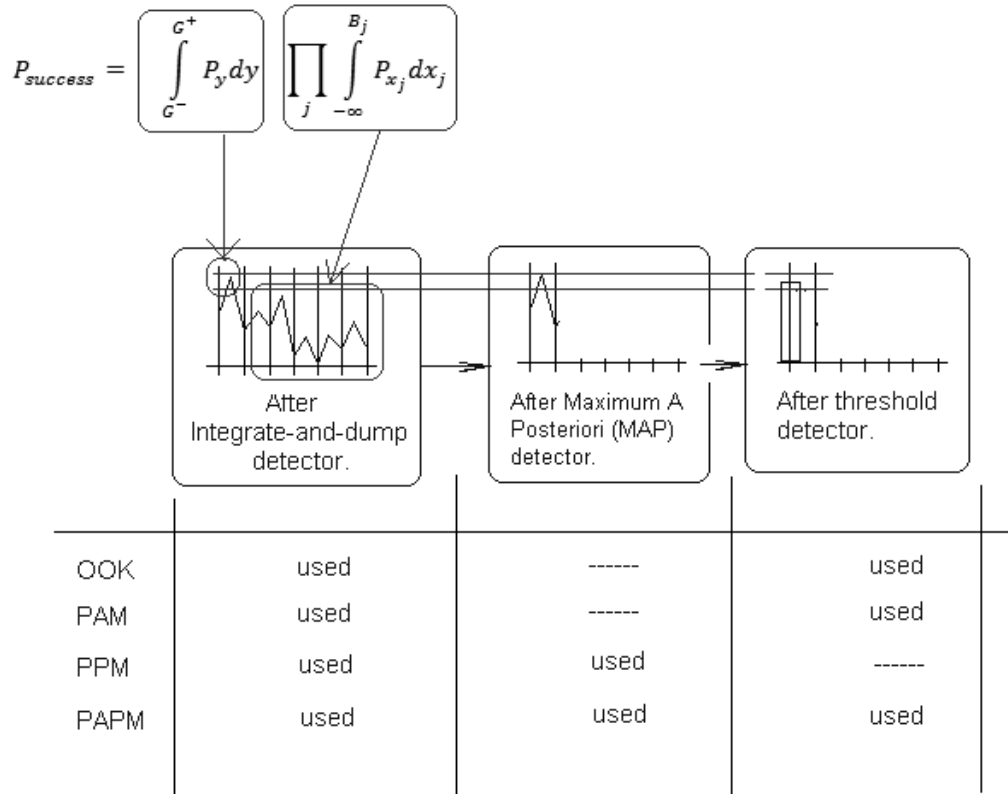 P_success = ∫_{G^-}^{G^+} P_y dy ∏_j ∫_{-∞}^{B_j} P_{x_j} dx_j
After
Integrate-and-dump
detector.
After Maximum A
Posteriori (MAP)
detector.
After threshold
detector.
OOK used ------ used
PAM used ------ used
PPM used used ------
PAPM used used used